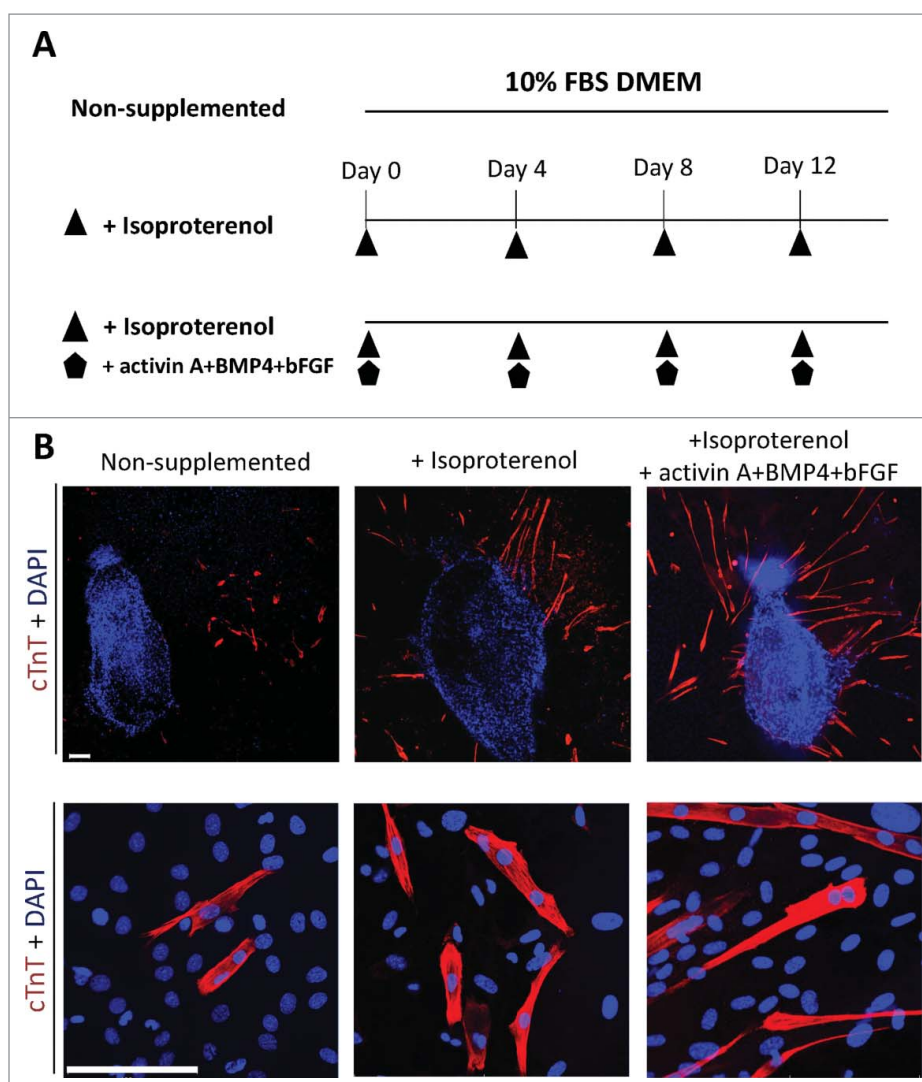 A
10% FBS DMEM
Non-supplemented
Day 0 Day 4 Day 8 Day 12
+ Isoproterenol
+ Isoproterenol
+ activin A+BMP4+bFGF
B
Non-supplemented
+ Isoproterenol
+Isoproterenol
+ activin A+BMP4+bFGF
cTnT + DAPI
cTnT + DAPI